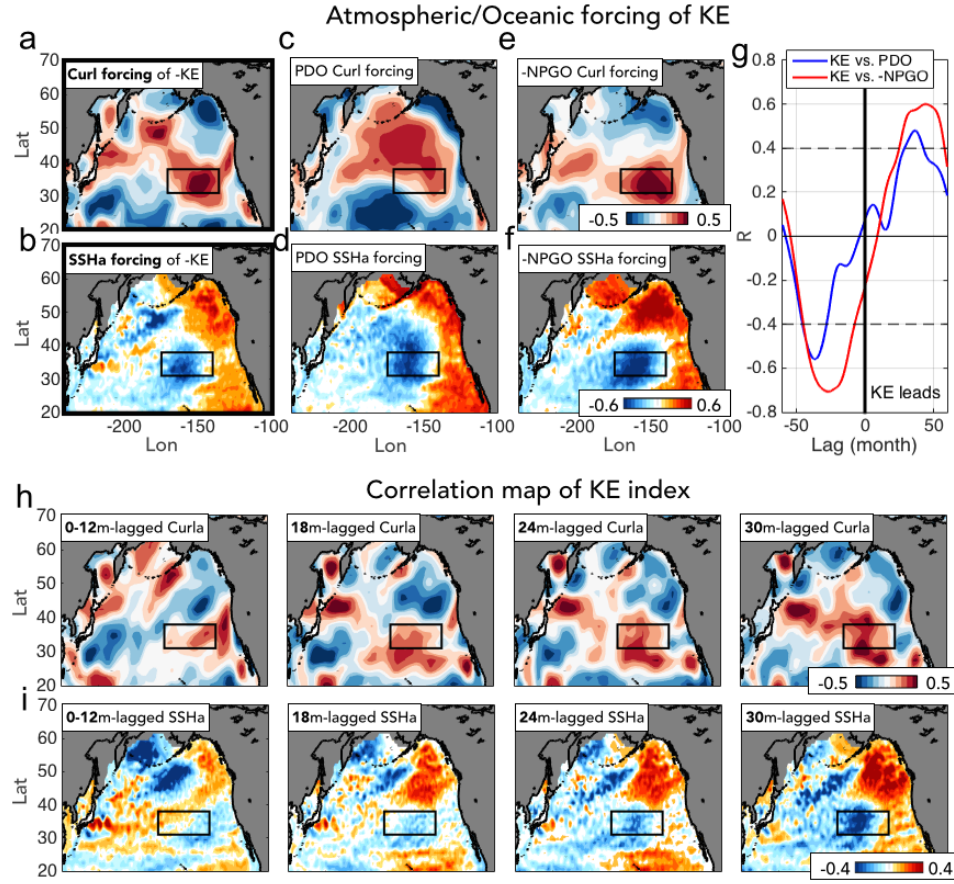 Atmospheric/Oceanic forcing of KE
a
c
e
g
Curl forcing of -KE
PDO Curl forcing
-NPGO Curl forcing
70
60
50
40
30
20
Lat
-0.5
0.5
b
d
f
SSHa forcing of -KE
PDO SSHa forcing
-NPGO SSHa forcing
70
60
50
40
30
20
Lat
-0.6
0.6
-200
-150
-100
-200
-150
-100
-200
-150
-100
Lon
Lon
KE vs. PDO
KE vs. -NPGO
0.8
0.6
0.4
0.2
0
-0.2
-0.4
-0.6
-0.8
R
KE leads
-50
0
50
Lag (month)
h
Correlation map of KE index
0-12m-lagged Curla
18m-lagged Curla
24m-lagged Curla
30m-lagged Curla
70
60
50
40
30
20
Lat
-0.5
0.5
i
0-12m-lagged SSHa
18m-lagged SSHa
24m-lagged SSHa
30m-lagged SSHa
70
60
50
40
30
20
Lat
-0.4
0.4